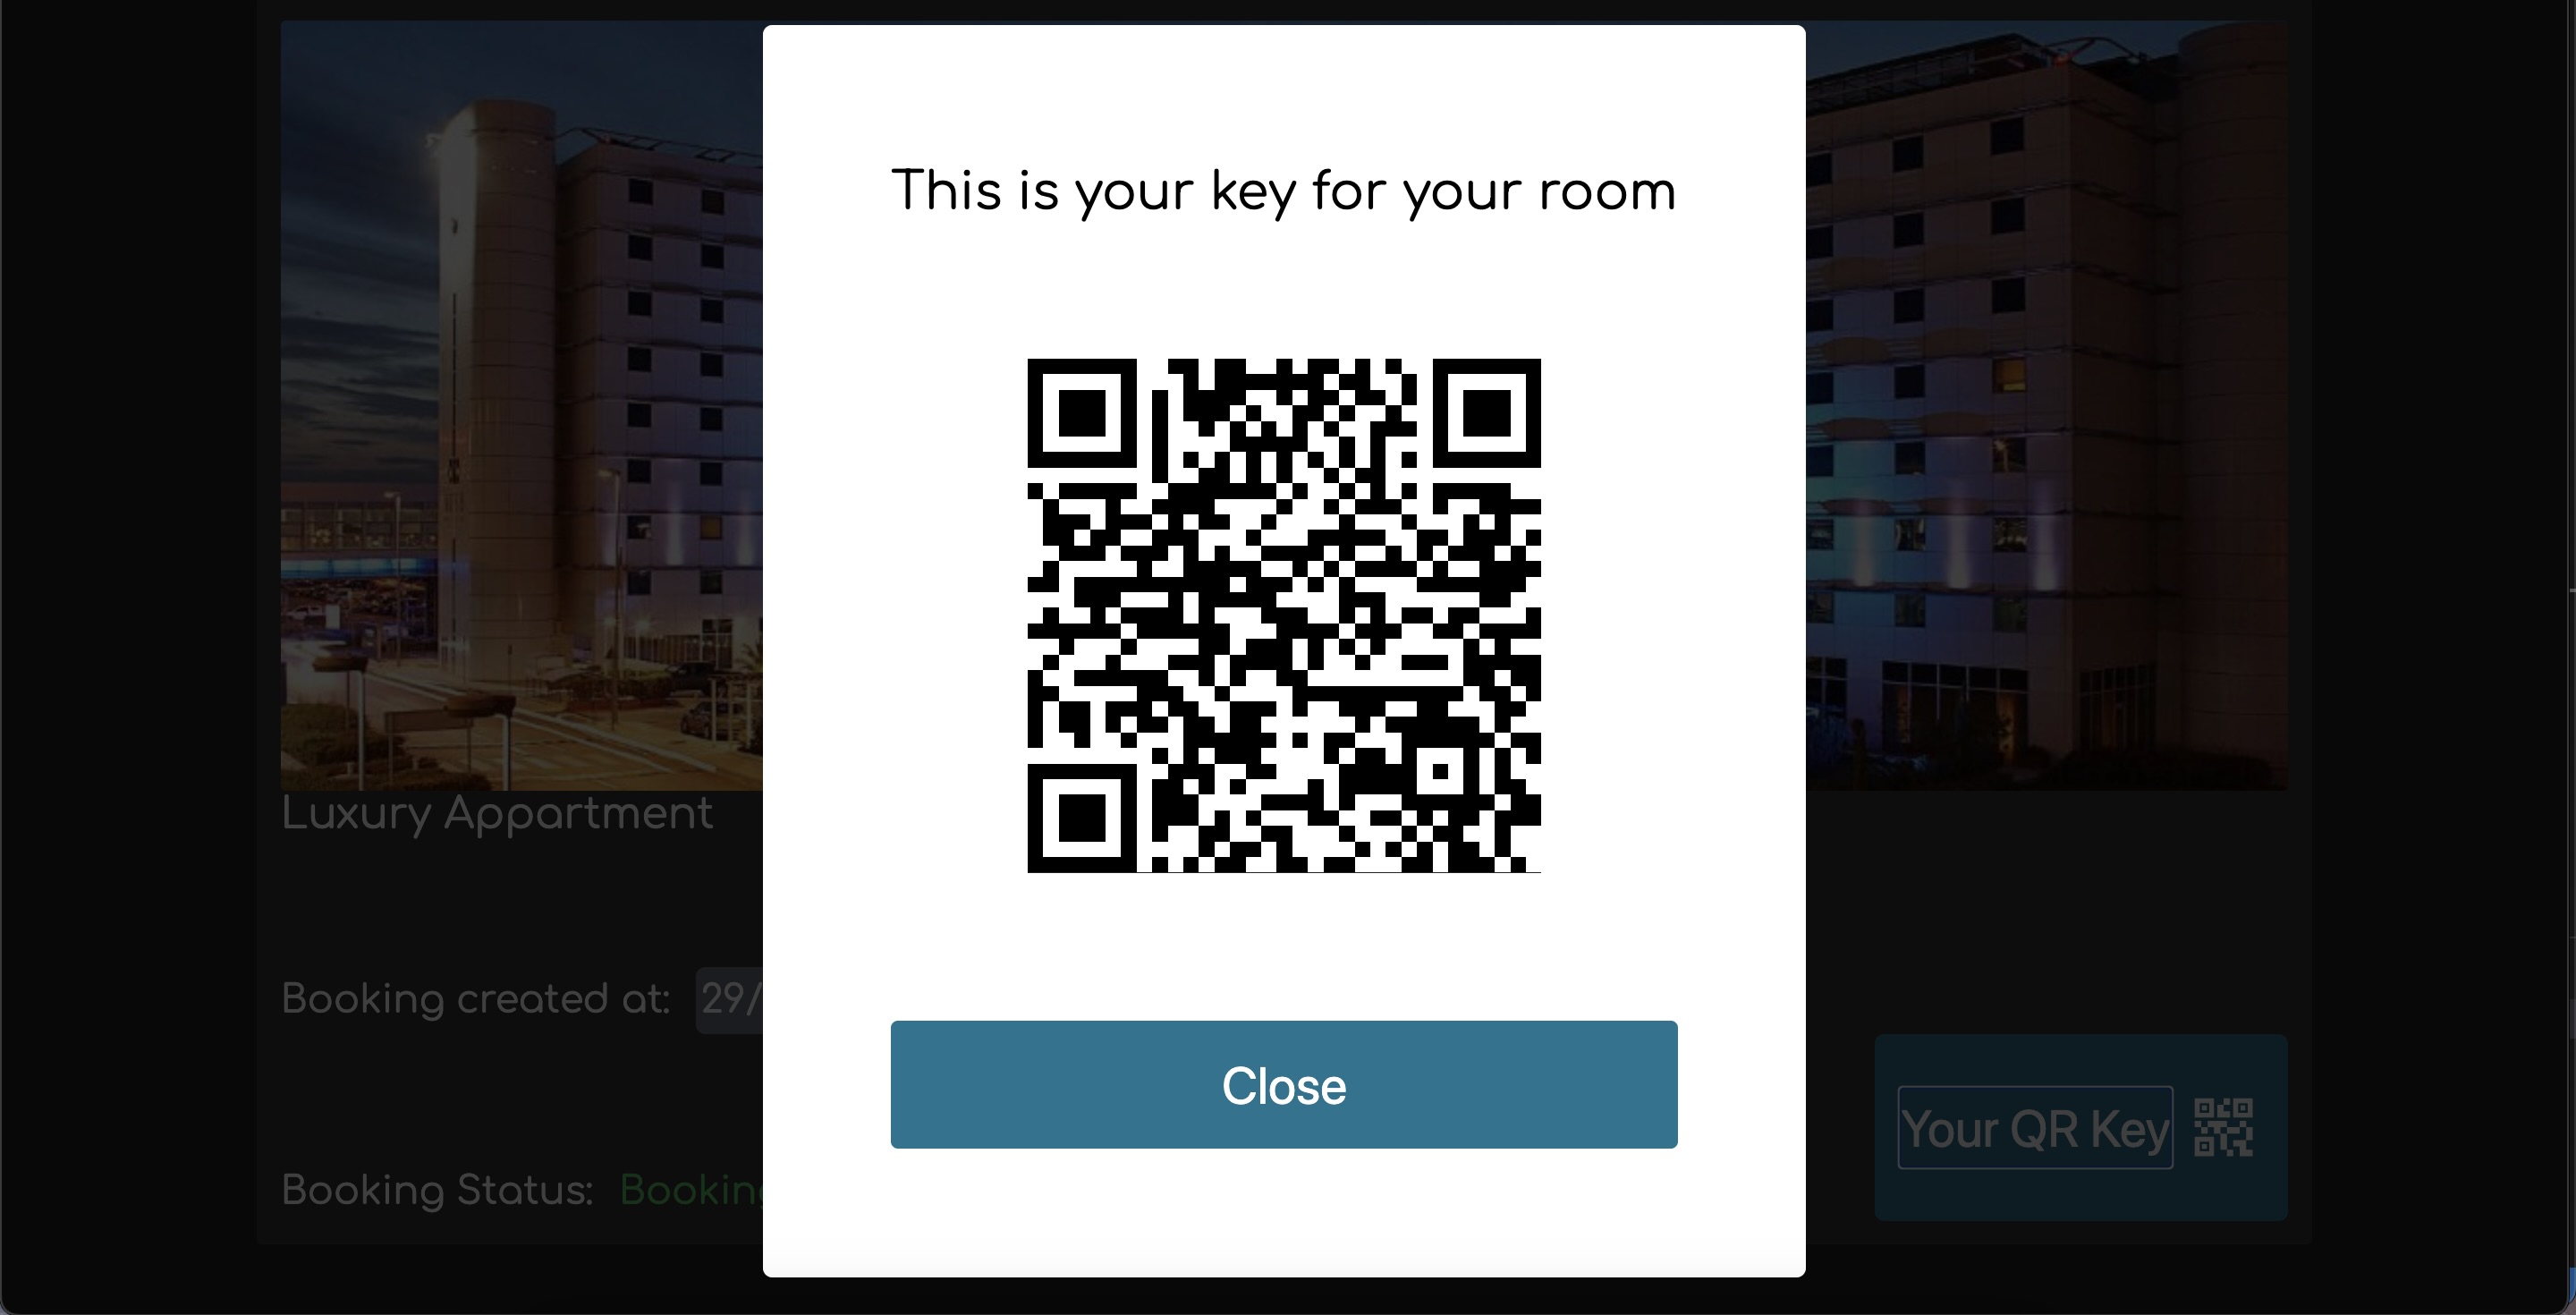 This is your key for your room
Close
Luxury Appartment
Booking created at: 29/
Booking Status: Booking
Your QR Key